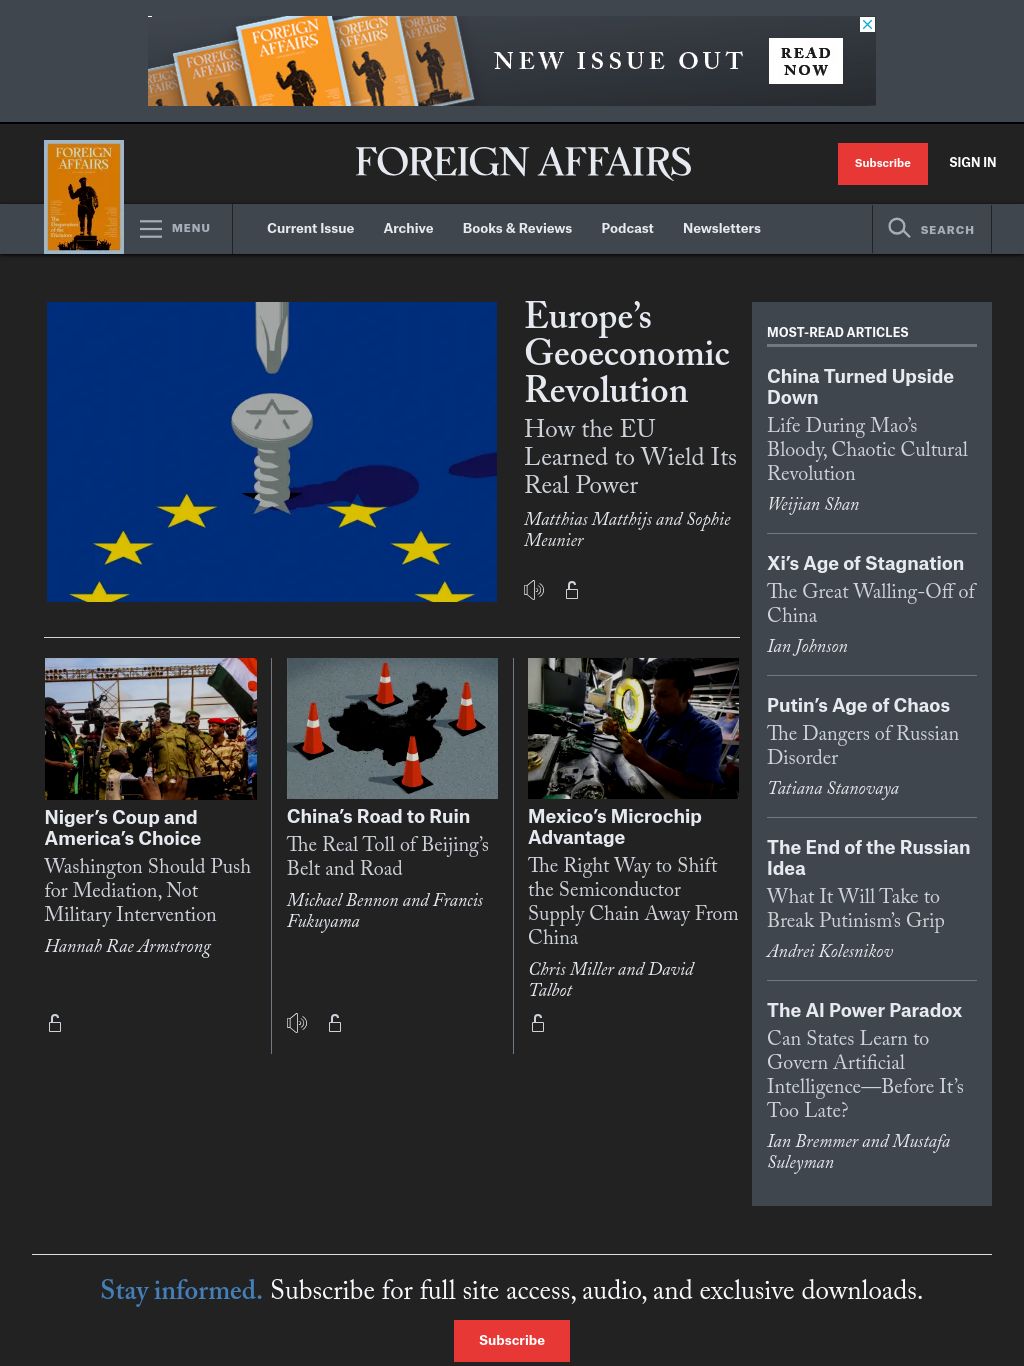 FOREIGN
AFFAIRS
NEW ISSUE OUT
READ
NOW
FOREIGN
AFFAIRS
FOREIGN AFFAIRS
Subscribe
SIGN IN
MENU
Current Issue
Archive
Books & Reviews
Podcast
Newsletters
SEARCH
Europe’s
Geoeconomic
Revolution
How the EU
Learned to Wield Its
Real Power
Matthias Matthijs and Sophie
Meunier
Niger’s Coup and
America’s Choice
Washington Should Push
for Mediation, Not
Military Intervention
Hannah Rae Armstrong
China’s Road to Ruin
The Real Toll of Beijing’s
Belt and Road
Michael Bennon and Francis
Fukuyama
Mexico’s Microchip
Advantage
The Right Way to Shift
the Semiconductor
Supply Chain Away From
China
Chris Miller and David
Talbot
MOST-READ ARTICLES
China Turned Upside
Down
Life During Mao’s
Bloody, Chaotic Cultural
Revolution
Weijian Shan
Xi’s Age of Stagnation
The Great Walling-Off of
China
Ian Johnson
Putin’s Age of Chaos
The Dangers of Russian
Disorder
Tatiana Stanovaya
The End of the Russian
Idea
What It Will Take to
Break Putinism’s Grip
Andrei Kolesnikov
The AI Power Paradox
Can States Learn to
Govern Artificial
Intelligence—Before It’s
Too Late?
Ian Bremmer and Mustafa
Suleyman
Stay informed. Subscribe for full site access, audio, and exclusive downloads.
Subscribe